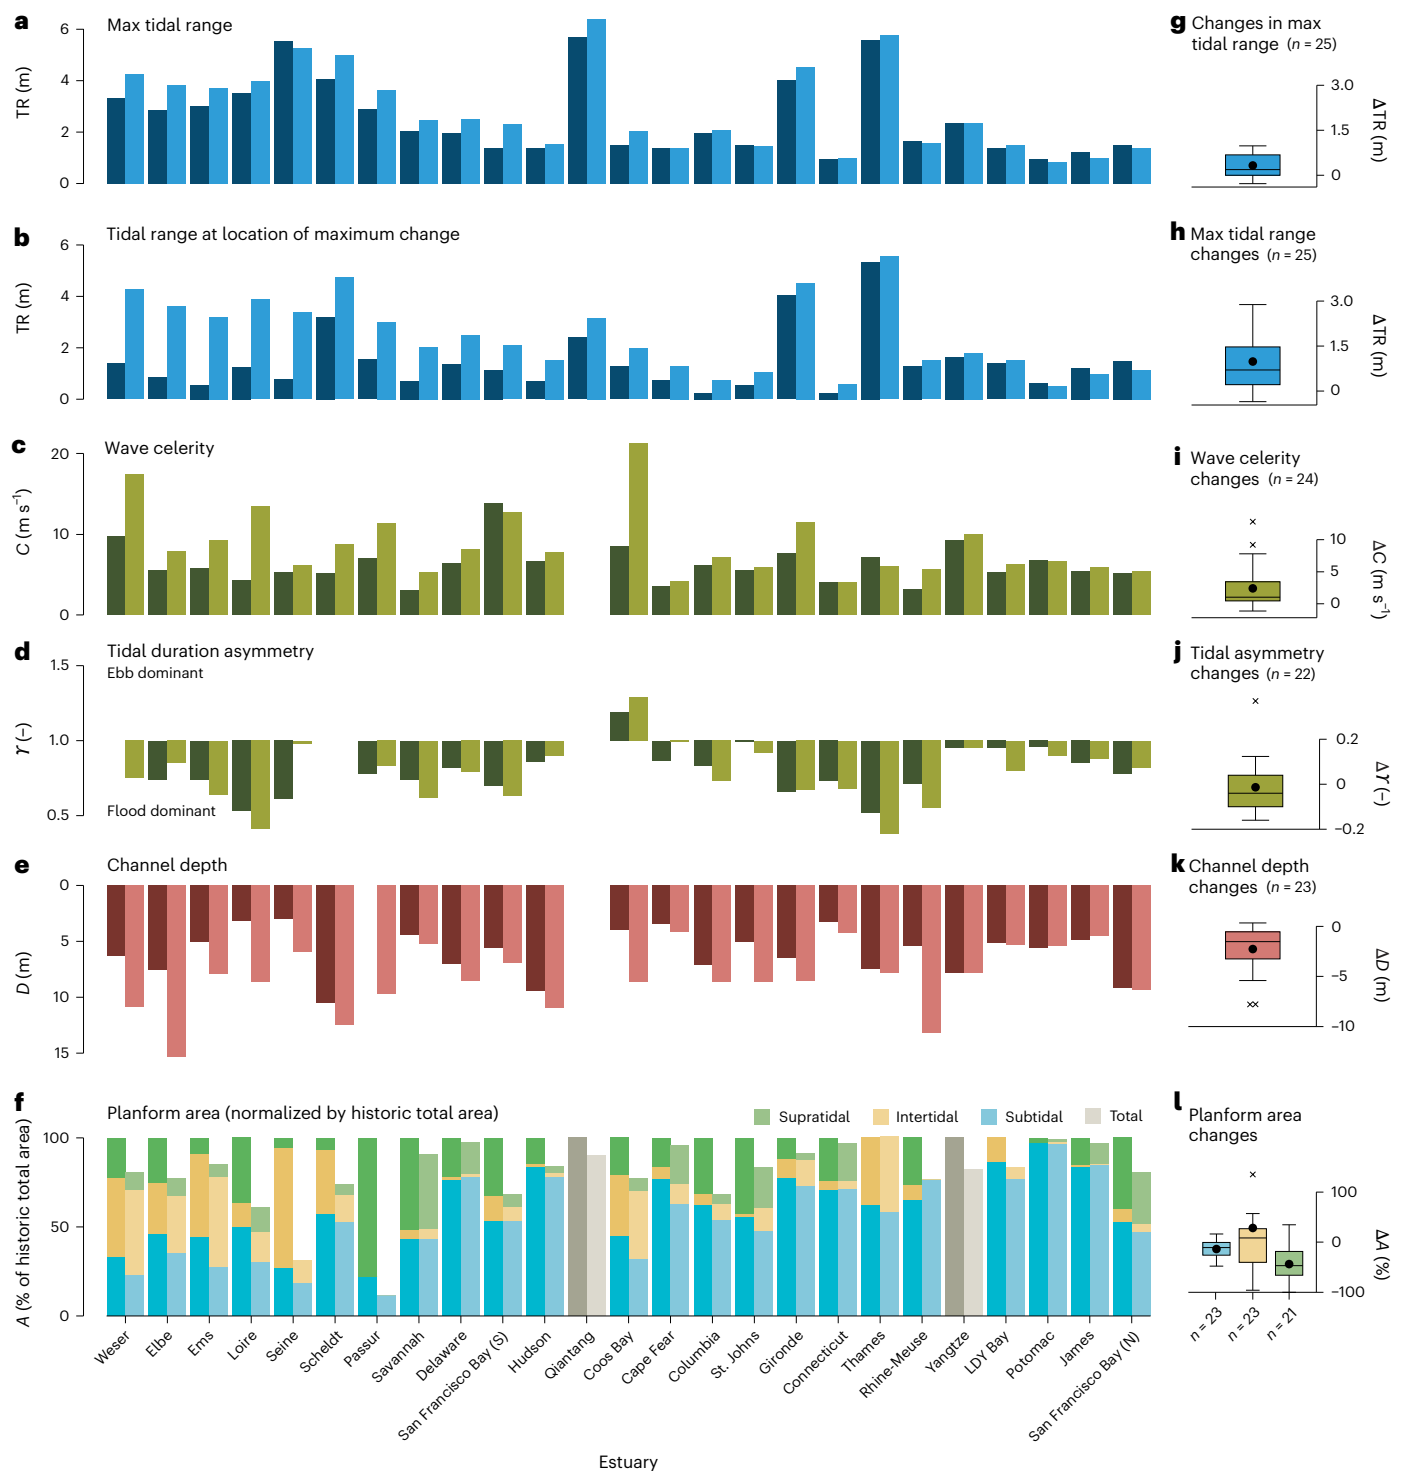 a Max tidal range
TR (m)
6
4
2
0
g Changes in max
tidal range (n = 25)
3.0
1.5
0
ΔTR (m)
b Tidal range at location of maximum change
TR (m)
6
4
2
0
h Max tidal range
changes (n = 25)
3.0
1.5
0
ΔTR (m)
c Wave celerity
C (m s⁻¹)
20
10
0
i Wave celerity
changes (n = 24)
10
5
0
ΔC (m s⁻¹)
d Tidal duration asymmetry
Ebb dominant
ϒ (–)
1.5
1.0
0.5
Flood dominant
j Tidal asymmetry
changes (n = 22)
0.2
0
–0.2
Δϒ (–)
e Channel depth
D (m)
0
5
10
15
k Channel depth
changes (n = 23)
0
–5
–10
ΔD (m)
f Planform area (normalized by historic total area)
Supratidal Intertidal Subtidal Total
A (% of historic total area)
100
50
0
l Planform area
changes
100
0
–100
ΔA (%)
n = 23 n = 23 n = 21
Weser
Elbe
Ems
Loire
Seine
Scheldt
Passur
Savannah
Delaware
San Francisco Bay (S)
Hudson
Qiantang
Coos Bay
Cape Fear
Columbia
St. Johns
Gironde
Connecticut
Thames
Rhine-Meuse
Yangtze
LDY Bay
Potomac
James
San Francisco Bay (N)
Estuary